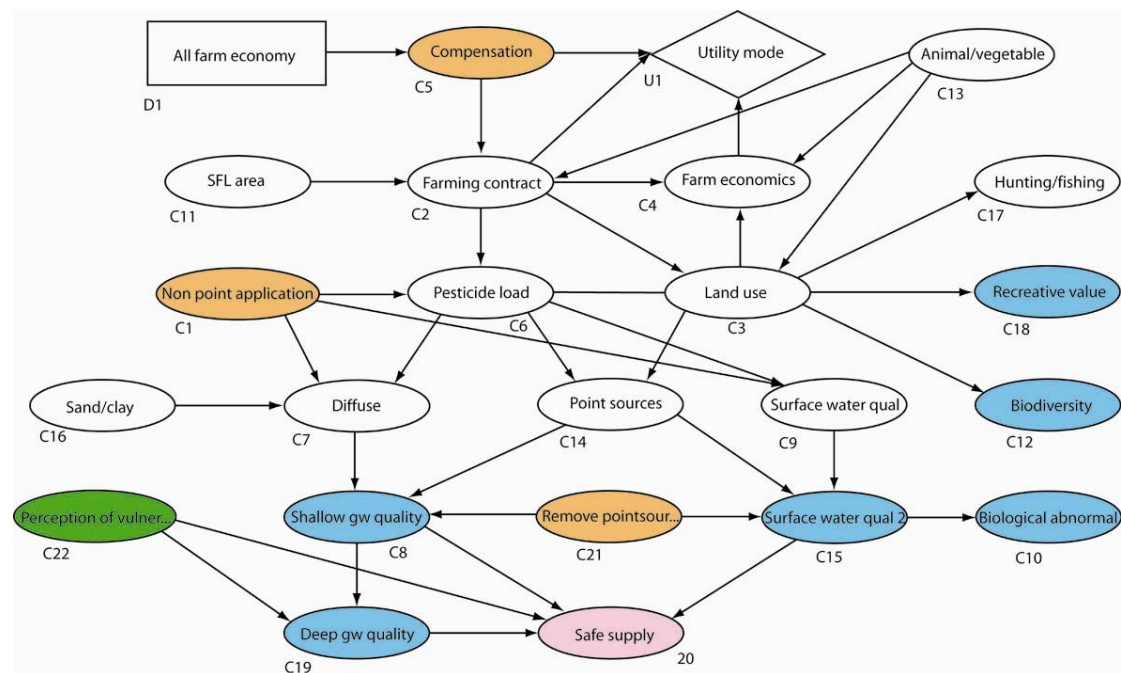 All farm economy
D1
Compensation
C5
Utility mode
U1
Animal/vegetable
C13
SFL area
C11
Farming contract
C2
Farm economics
C4
Hunting/fishing
C17
Non point application
C1
Pesticide load
C6
Land use
C3
Recreative value
C18
Sand/clay
C16
Diffuse
C7
Point sources
C14
Surface water qual
C9
Biodiversity
C12
Perception of vulner...
C22
Shallow gw quality
C8
Remove pointsour...
C21
Surface water qual 2
C15
Biological abnormal
C10
Deep gw quality
C19
Safe supply
20